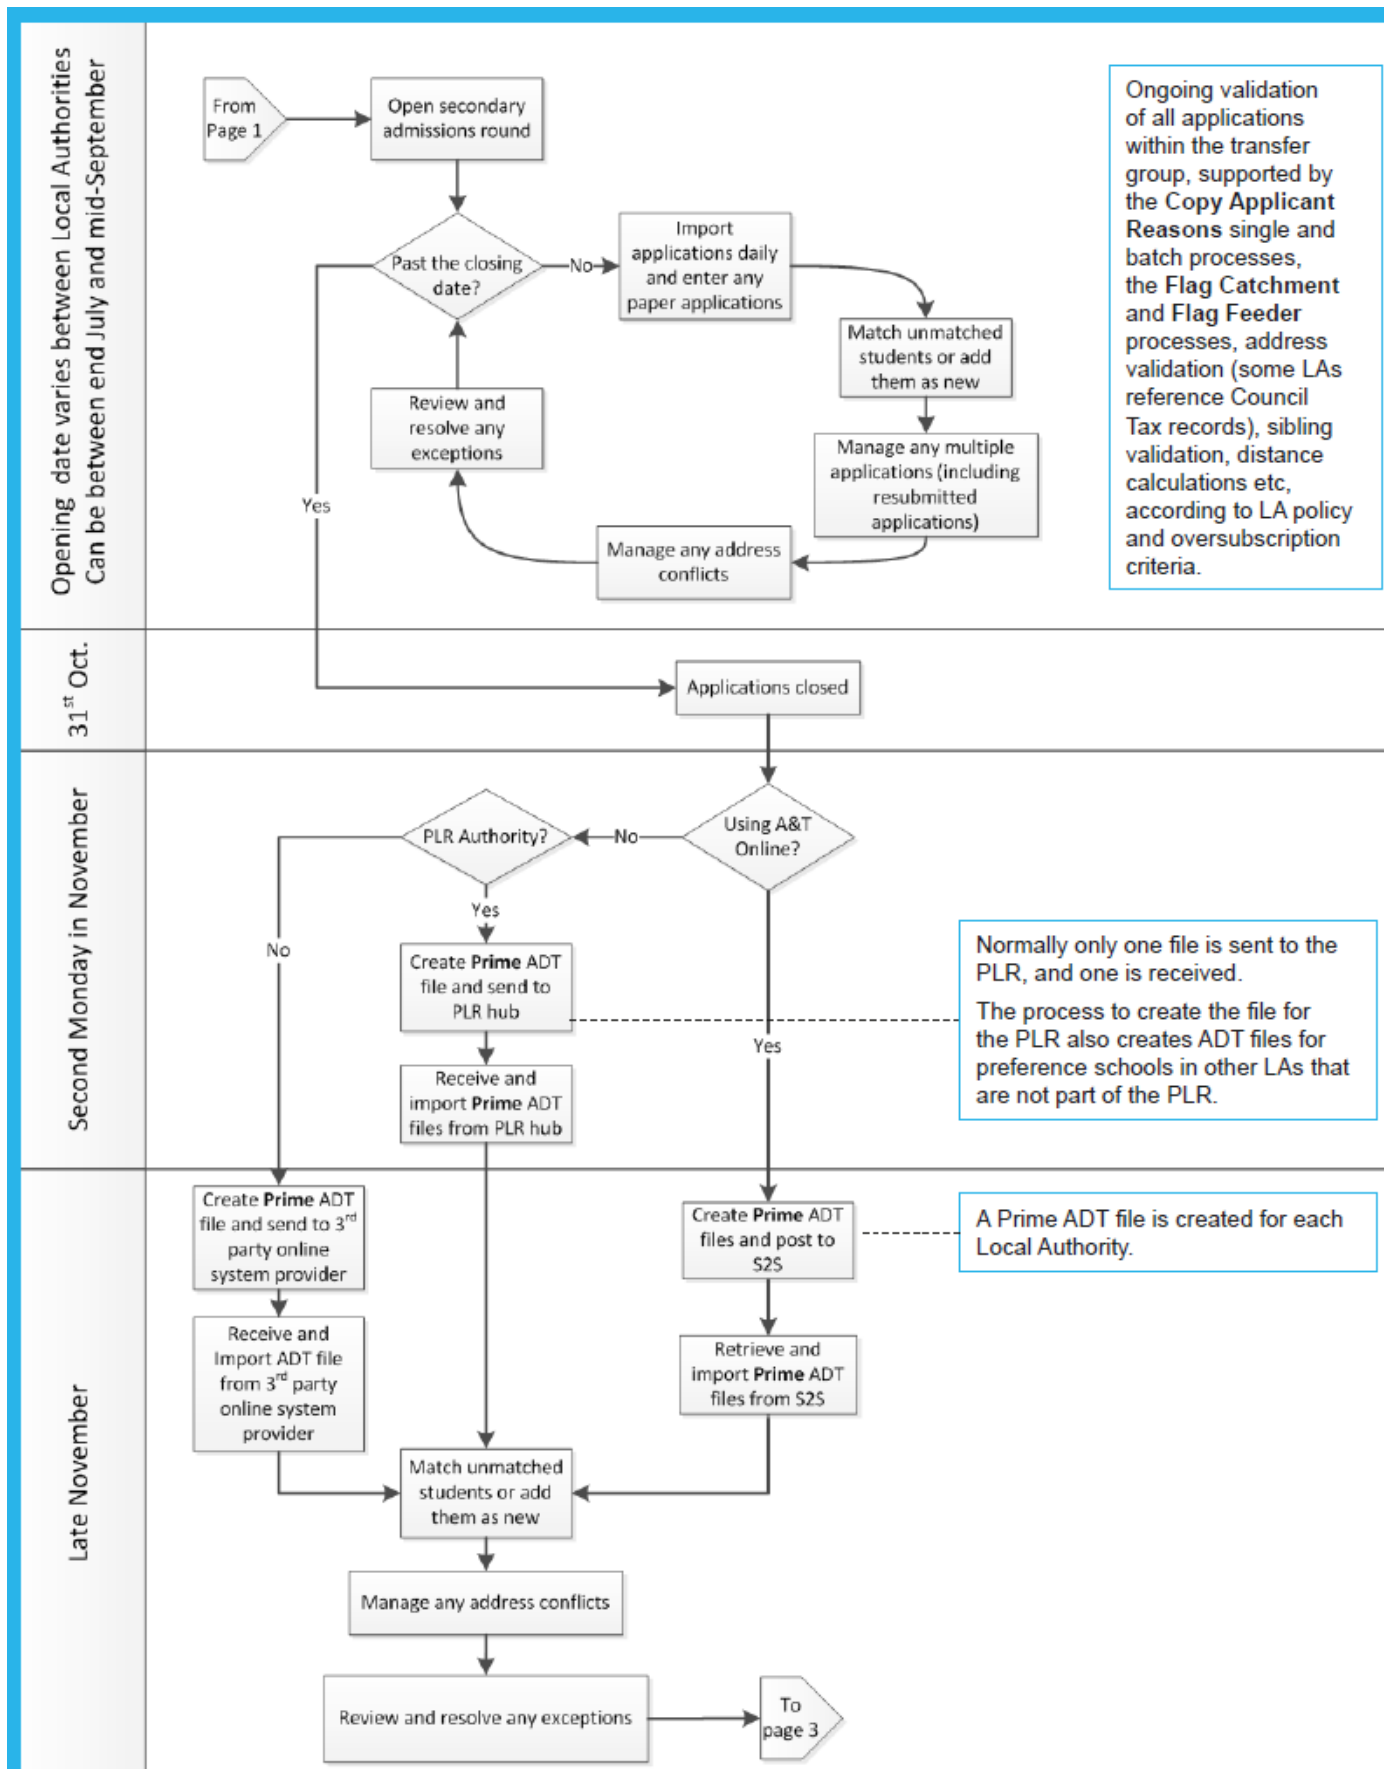 Opening date varies between Local Authorities
Can be between end July and mid-September
From
Page 1
Open secondary
admissions round
Past the closing
date?
No
Import
applications daily
and enter any
paper applications
Match unmatched
students or add
them as new
Manage any multiple
applications (including
resubmitted
applications)
Manage any address
conflicts
Review and
resolve any
exceptions
Yes
Ongoing validation
of all applications
within the transfer
group, supported by
the Copy Applicant
Reasons single and
batch processes,
the Flag Catchment
and Flag Feeder
processes, address
validation (some LAs
reference Council
Tax records), sibling
validation, distance
calculations etc,
according to LA policy
and oversubscription
criteria.
31st Oct.
Applications closed
Second Monday in November
Using A&T
Online?
No
PLR Authority?
Yes
No
Create Prime ADT
file and send to
PLR hub
Receive and
import Prime ADT
files from PLR hub
Yes
Normally only one file is sent to the
PLR, and one is received.
The process to create the file for
the PLR also creates ADT files for
preference schools in other LAs that
are not part of the PLR.
Late November
Create Prime ADT
file and send to 3rd
party online
system provider
Receive and
Import ADT file
from 3rd party
online system
provider
Create Prime ADT
files and post to
S2S
A Prime ADT file is created for each
Local Authority.
Retrieve and
import Prime ADT
files from S2S
Match unmatched
students or add
them as new
Manage any address conflicts
Review and resolve any exceptions
To
page 3